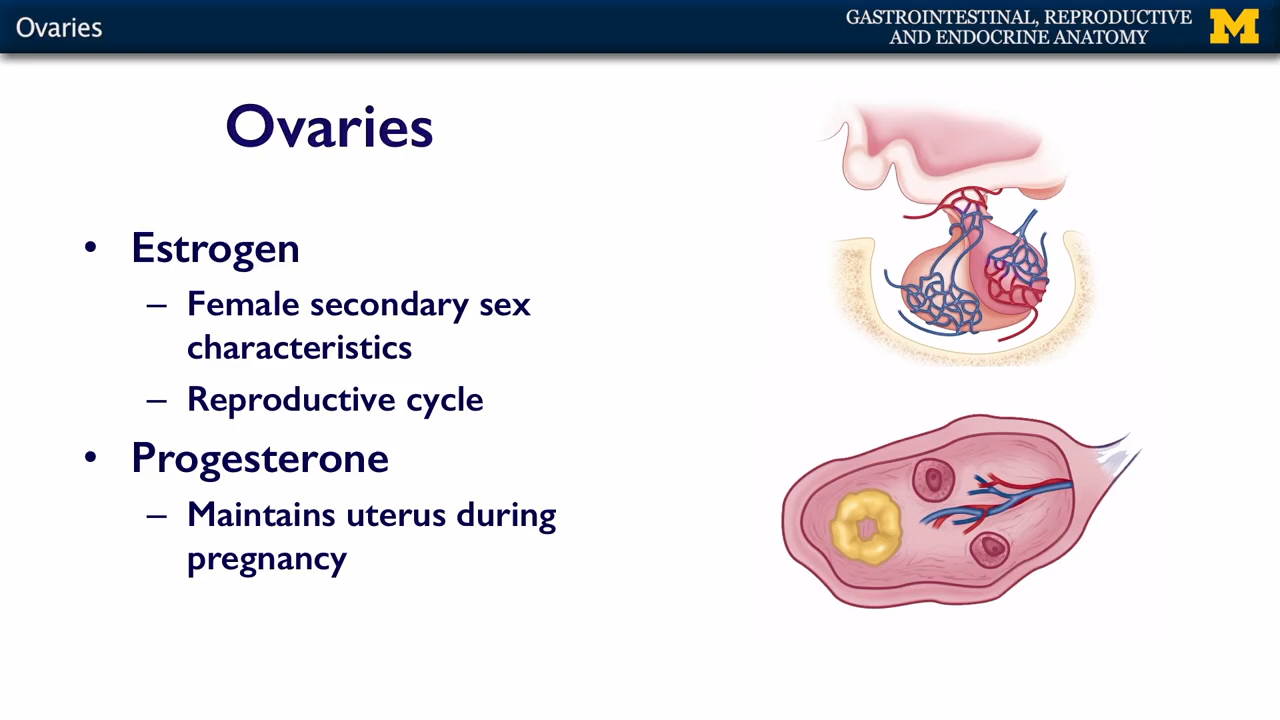 Ovaries
GASTROINTESTINAL, REPRODUCTIVE
AND ENDOCRINE ANATOMY
M
Ovaries
• Estrogen
– Female secondary sex
characteristics
– Reproductive cycle
• Progesterone
– Maintains uterus during
pregnancy